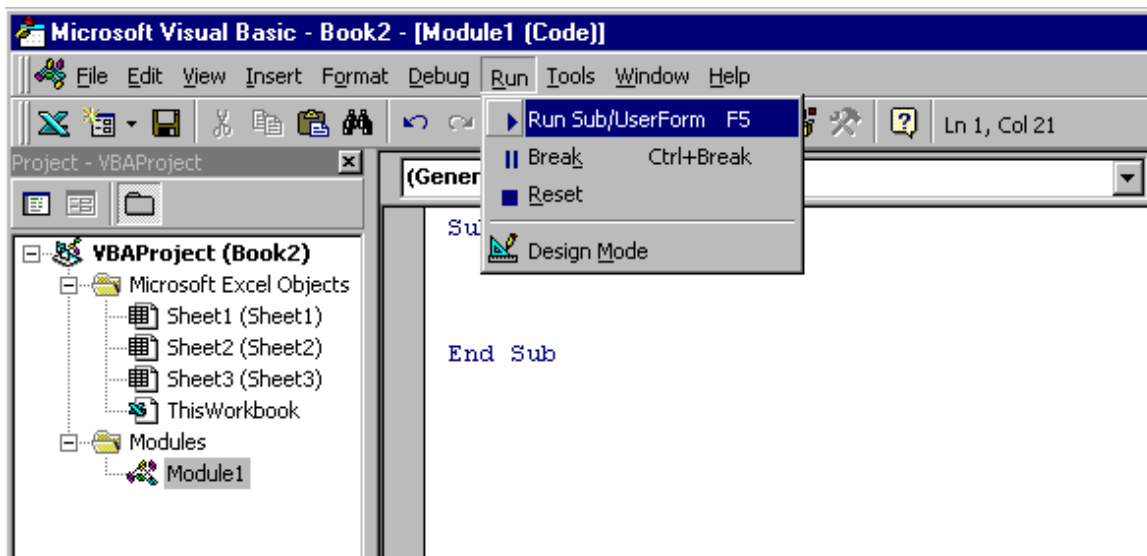 Microsoft Visual Basic - Book2 - [Module1 (Code)]
File Edit View Insert Format Debug Run Tools Window Help
Ln 1, Col 21
Run Sub/UserForm F5
Break Ctrl+Break
Reset
Design Mode
Project - VBAProject
VBAProject (Book2)
Microsoft Excel Objects
Sheet1 (Sheet1)
Sheet2 (Sheet2)
Sheet3 (Sheet3)
ThisWorkbook
Modules
Module1
End Sub